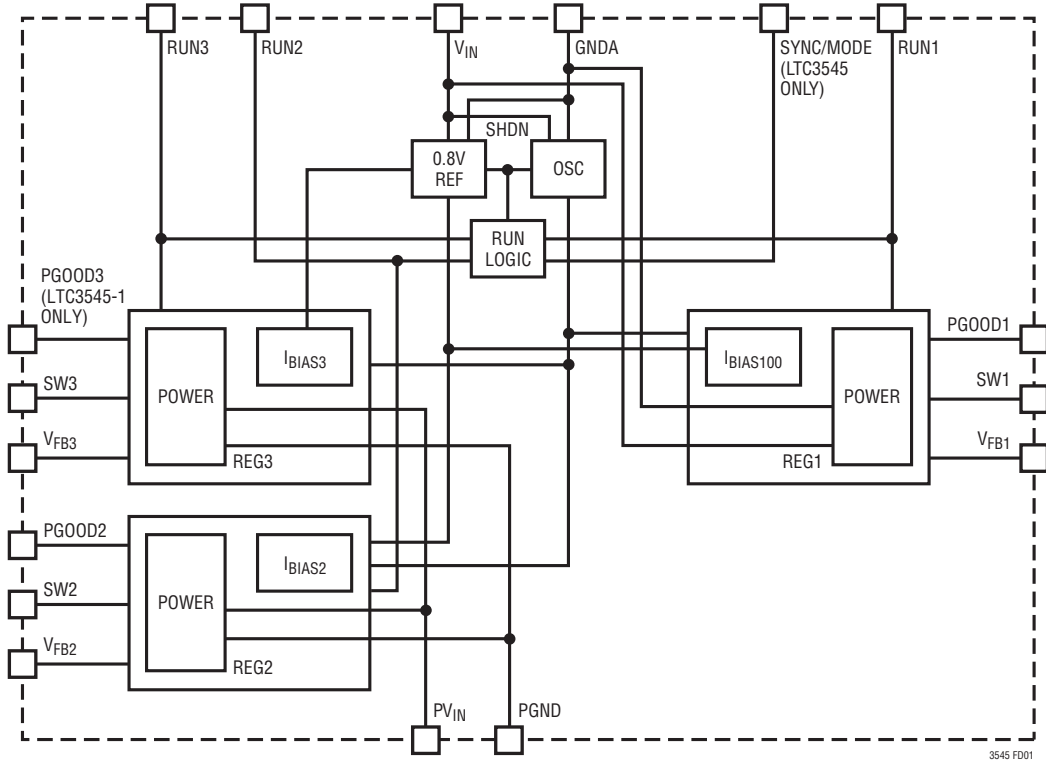 RUN3
RUN2
VIN
GNDA
SYNC/MODE
(LTC3545
ONLY)
RUN1
SHDN
0.8V
REF
OSC
RUN
LOGIC
PGOOD3
(LTC3545-1
ONLY)
SW3
VFB3
POWER
IBIAS3
REG3
IBIAS100
POWER
REG1
PGOOD1
SW1
VFB1
PGOOD2
SW2
VFB2
POWER
IBIAS2
REG2
PVIN
PGND
3545 FD01